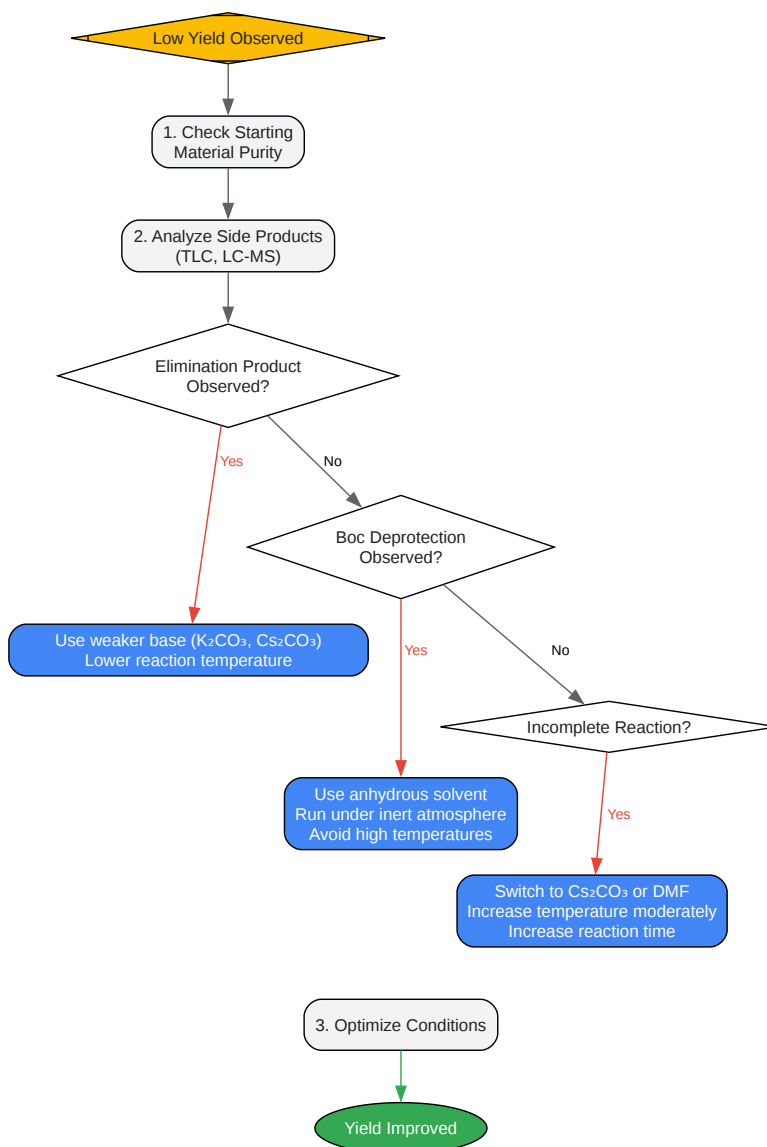 Low Yield Observed
1. Check Starting
Material Purity
2. Analyze Side Products
(TLC, LC-MS)
Elimination Product
Observed?
Yes
No
Boc Deprotection
Observed?
Use weaker base (K₂CO₃, Cs₂CO₃)
Lower reaction temperature
Yes
No
Incomplete Reaction?
Use anhydrous solvent
Run under inert atmosphere
Avoid high temperatures
Yes
Switch to Cs₂CO₃ or DMF
Increase temperature moderately
Increase reaction time
3. Optimize Conditions
Yield Improved